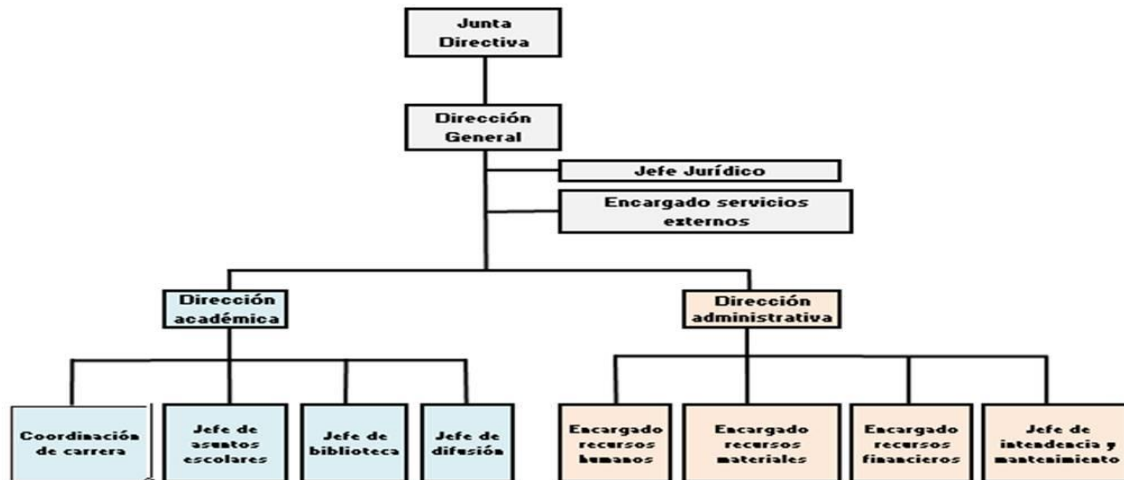 Junta
Directiva
Dirección
General
Jefe Jurídico
Encargado servicios
externos
Dirección
académica
Dirección
administrativa
Coordinación
de carrera
Jefe de
asuntos
escolares
Jefe de
biblioteca
Jefe de
difusión
Encargado
recursos
humanos
Encargado
recursos
materiales
Encargado
recursos
financieros
Jefe de
intendencia y
mantenimiento